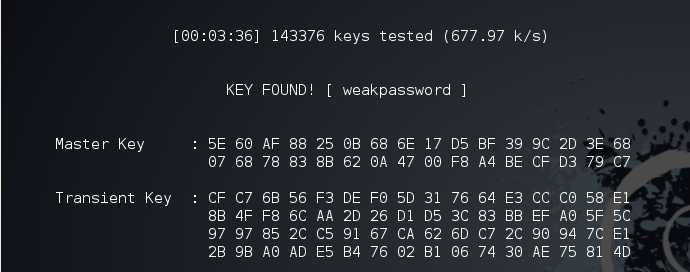 [00:03:36] 143376 keys tested (677.97 k/s)
KEY FOUND! [ weakpassword ]
Master Key : 5E 60 AF 88 25 0B 68 6E 17 D5 BF 39 9C 2D 3E 68
07 68 78 83 8B 62 0A 47 00 F8 A4 BE CF D3 79 C7
Transient Key : CF C7 6B 56 F3 DE F0 5D 31 76 64 E3 CC C0 58 E1
8B 4F F8 6C AA 2D 26 D1 D5 3C 83 BB EF A0 5F 5C
97 97 85 2C C5 91 67 CA 62 6D C7 2C 90 94 7C E1
2B 9B A0 AD E5 B4 76 02 B1 06 74 30 AE 75 81 4D